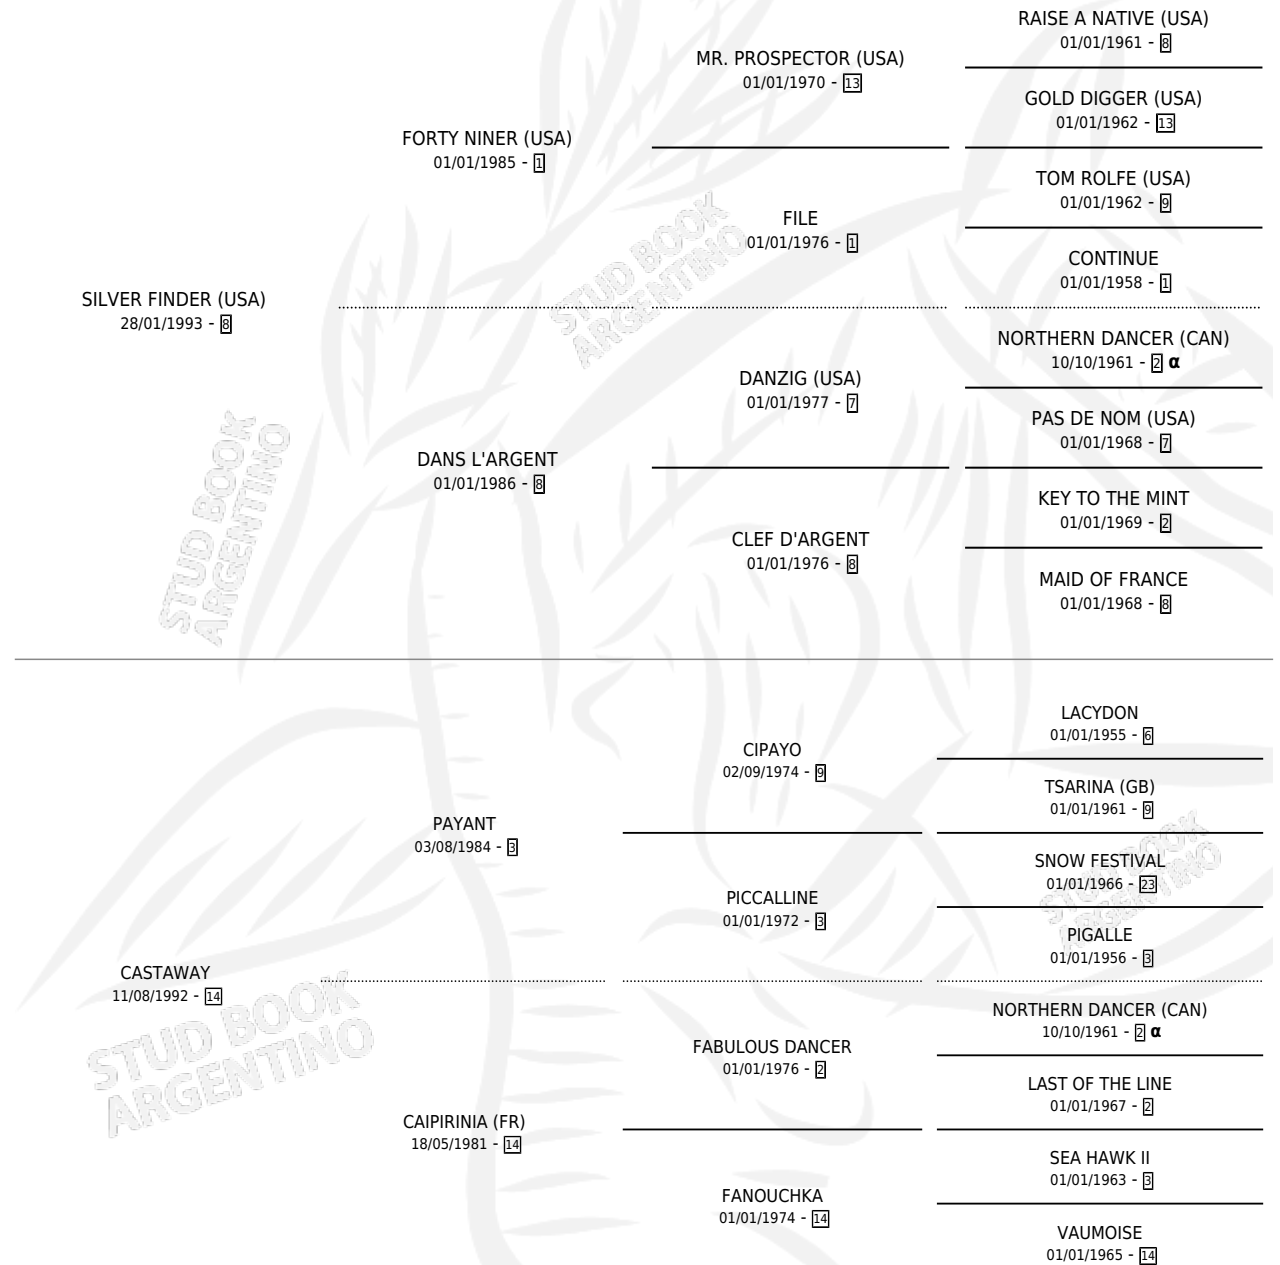 RAISE A NATIVE (USA)
01/01/1961 - 8
MR. PROSPECTOR (USA)
01/01/1970 - 13
GOLD DIGGER (USA)
01/01/1962 - 13
FORTY NINER (USA)
01/01/1985 - 1
TOM ROLFE (USA)
01/01/1962 - 9
FILE
01/01/1976 - 1
CONTINUE
01/01/1958 - 1
SILVER FINDER (USA)
28/01/1993 - 8
NORTHERN DANCER (CAN)
10/10/1961 - 2 α
DANZIG (USA)
01/01/1977 - 7
PAS DE NOM (USA)
01/01/1968 - 7
DANS L'ARGENT
01/01/1986 - 8
KEY TO THE MINT
01/01/1969 - 2
CLEF D'ARGENT
01/01/1976 - 8
MAID OF FRANCE
01/01/1968 - 8
LACYDON
01/01/1955 - 6
CIPAYO
02/09/1974 - 9
TSARINA (GB)
01/01/1961 - 9
PAYANT
03/08/1984 - 3
SNOW FESTIVAL
01/01/1966 - 23
PICCALLINE
01/01/1972 - 3
PIGALLE
01/01/1956 - 3
CASTAWAY
11/08/1992 - 14
NORTHERN DANCER (CAN)
10/10/1961 - 2 α
FABULOUS DANCER
01/01/1976 - 2
LAST OF THE LINE
01/01/1967 - 2
CAIPIRINIA (FR)
18/05/1981 - 14
SEA HAWK II
01/01/1963 - 3
FANOUCHKA
01/01/1974 - 14
VAUMOISE
01/01/1965 - 14
STUD BOOK
ARGENTINO
STUD BOOK
ARGENTINO
STUD BOOK
ARGENTINO
STUD BOOK
ARGENTINO